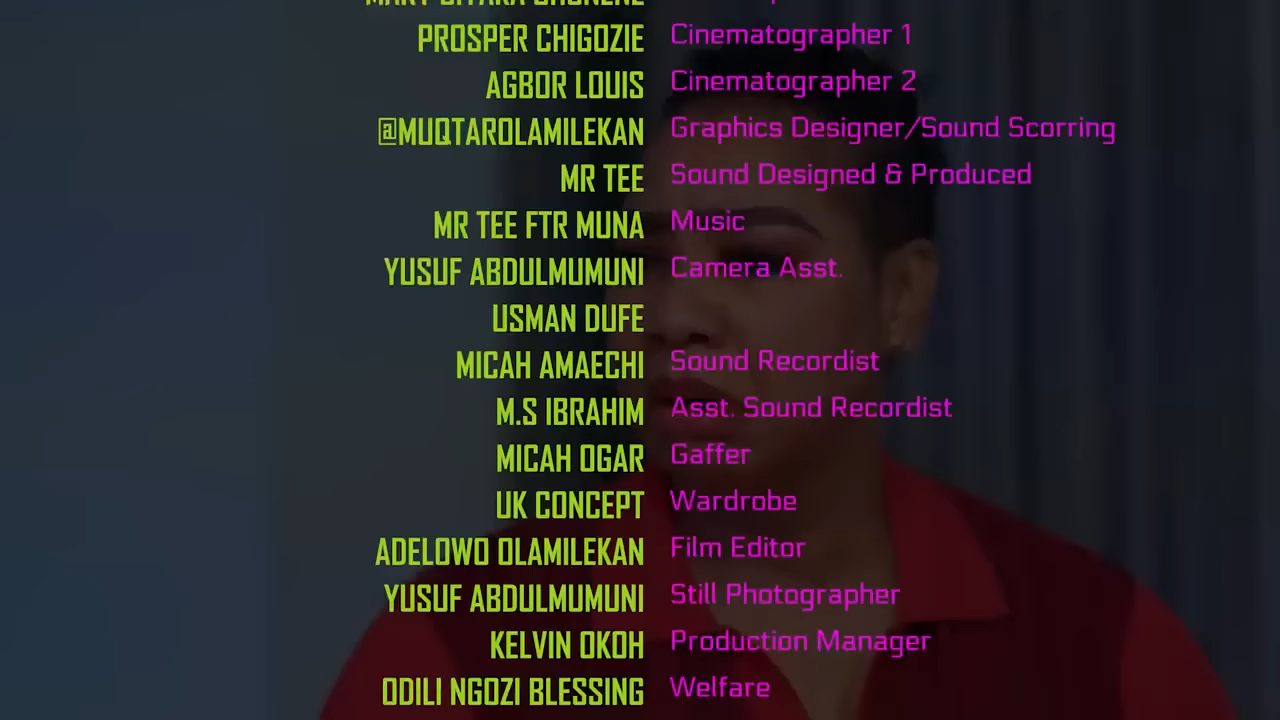 PROSPER CHIGOZIE Cinematographer 1
AGBOR LOUIS Cinematographer 2
@MUQTAROLAMILEKAN Graphics Designer/Sound Scorring
MR TEE Sound Designed & Produced
MR TEE FTR MUNA Music
YUSUF ABDULMUMUNI Camera Asst.
USMAN DUFE
MICAH AMAECHI Sound Recordist
M.S IBRAHIM Asst. Sound Recordist
MICAH OGAR Gaffer
UK CONCEPT Wardrobe
ADELOWO OLAMILEKAN Film Editor
YUSUF ABDULMUMUNI Still Photographer
KELVIN OKOH Production Manager
ODILI NGOZI BLESSING Welfare